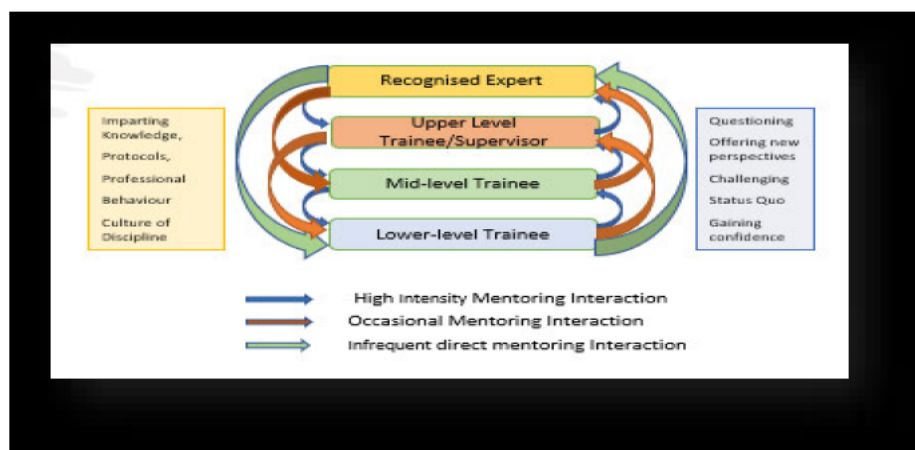 Recognised Expert
Upper Level
Trainee/Supervisor
Mid-level Trainee
Lower-level Trainee
Imparting
Knowledge,
Protocols,
Professional
Behaviour
Culture of
Discipline
Questioning
Offering new
perspectives
Challenging
Status Quo
Gaining
confidence
High Intensity Mentoring Interaction
Occasional Mentoring Interaction
Infrequent direct mentoring Interaction